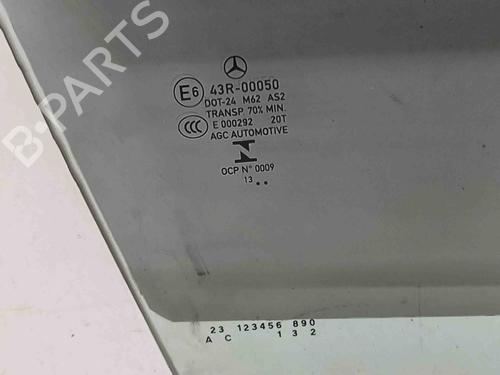 E6 43R-00050
DOT-24 M62 AS2
TRANSP 70% MIN.
CCC E 000292 20T
AGC AUTOMOTIVE
N
OCP N° 0009
13 ..
23 123456 890
A C 1 3 2
B-PARTS